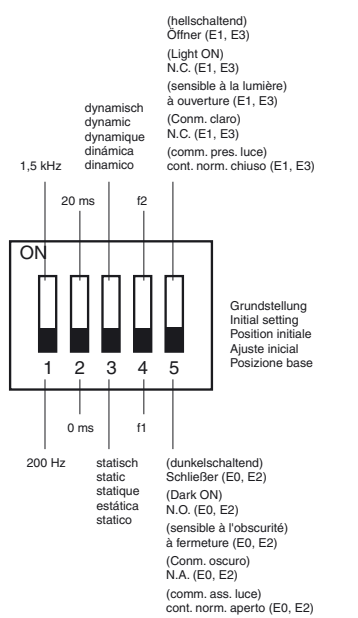 (hellschaltend)
Öffner (E1, E3)
(Light ON)
N.C. (E1, E3)
(sensible à la lumière)
à ouverture (E1, E3)
(Conm. claro)
N.C. (E1, E3)
(comm. pres. luce)
cont. norm. chiuso (E1, E3)
dynamisch
dynamic
dynamique
dinámica
dinamico
1,5 kHz
20 ms
f2
ON
1 2 3 4 5
Grundstellung
Initial setting
Position initiale
Ajuste inicial
Posizione base
0 ms
f1
200 Hz
statisch
static
statique
estática
statico
(dunkelschaltend)
Schließer (E0, E2)
(Dark ON)
N.O. (E0, E2)
(sensible à l'obscurité)
à fermeture (E0, E2)
(Conm. oscuro)
N.A. (E0, E2)
(comm. ass. luce)
cont. norm. aperto (E0, E2)